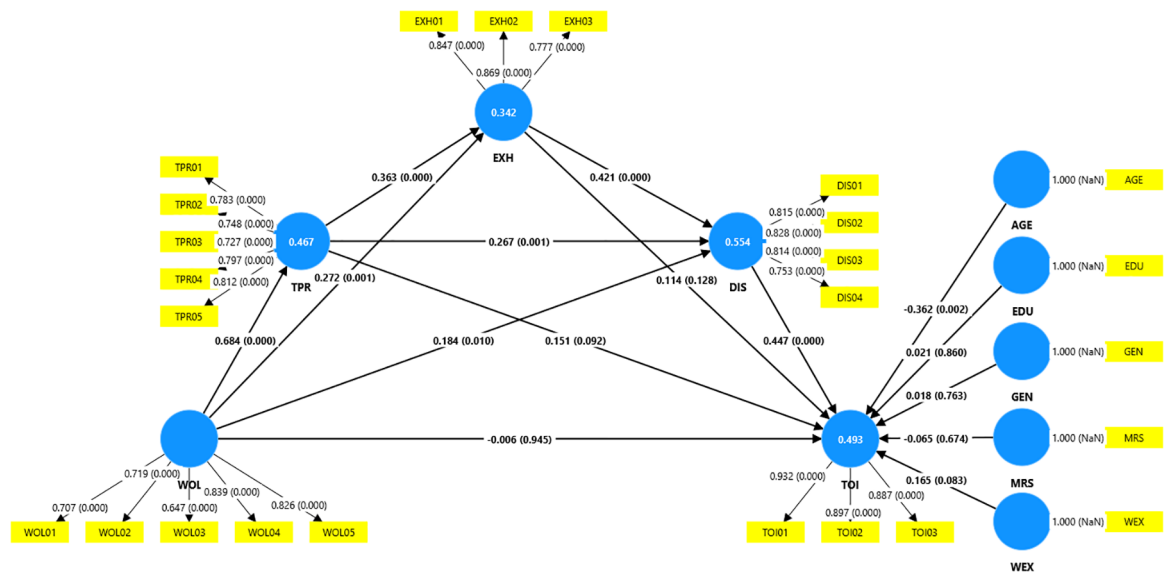 EXH01
EXH02
EXH03
0.847 (0.000)
0.777 (0.000)
0.869 (0.000)
0.342
EXH
TPR01
0.783 (0.000)
TPR02
0.748 (0.000)
TPR03
0.727 (0.000)
0.797 (0.000)
TPR04
0.812 (0.000)
TPR05
0.467
TPR
0.363 (0.000)
0.421 (0.000)
0.267 (0.001)
0.272 (0.001)
0.684 (0.000)
0.184 (0.010)
0.151 (0.092)
0.114 (0.128)
0.447 (0.000)
-0.006 (0.945)
0.554
DIS
DIS01
0.815 (0.000)
DIS02
0.828 (0.000)
0.814 (0.000)
DIS03
0.753 (0.000)
DIS04
1.000 (NaN)
AGE
AGE
-0.362 (0.002)
1.000 (NaN)
EDU
EDU
0.021 (0.860)
1.000 (NaN)
GEN
GEN
0.018 (0.763)
1.000 (NaN)
MRS
MRS
-0.065 (0.674)
1.000 (NaN)
WEX
WEX
0.165 (0.083)
WOL
0.719 (0.000)
0.707 (0.000)
0.647 (0.000)
0.839 (0.000)
0.826 (0.000)
WOL01
WOL02
WOL03
WOL04
WOL05
0.493
TOI
0.932 (0.000)
0.887 (0.000)
0.897 (0.000)
TOI01
TOI02
TOI03